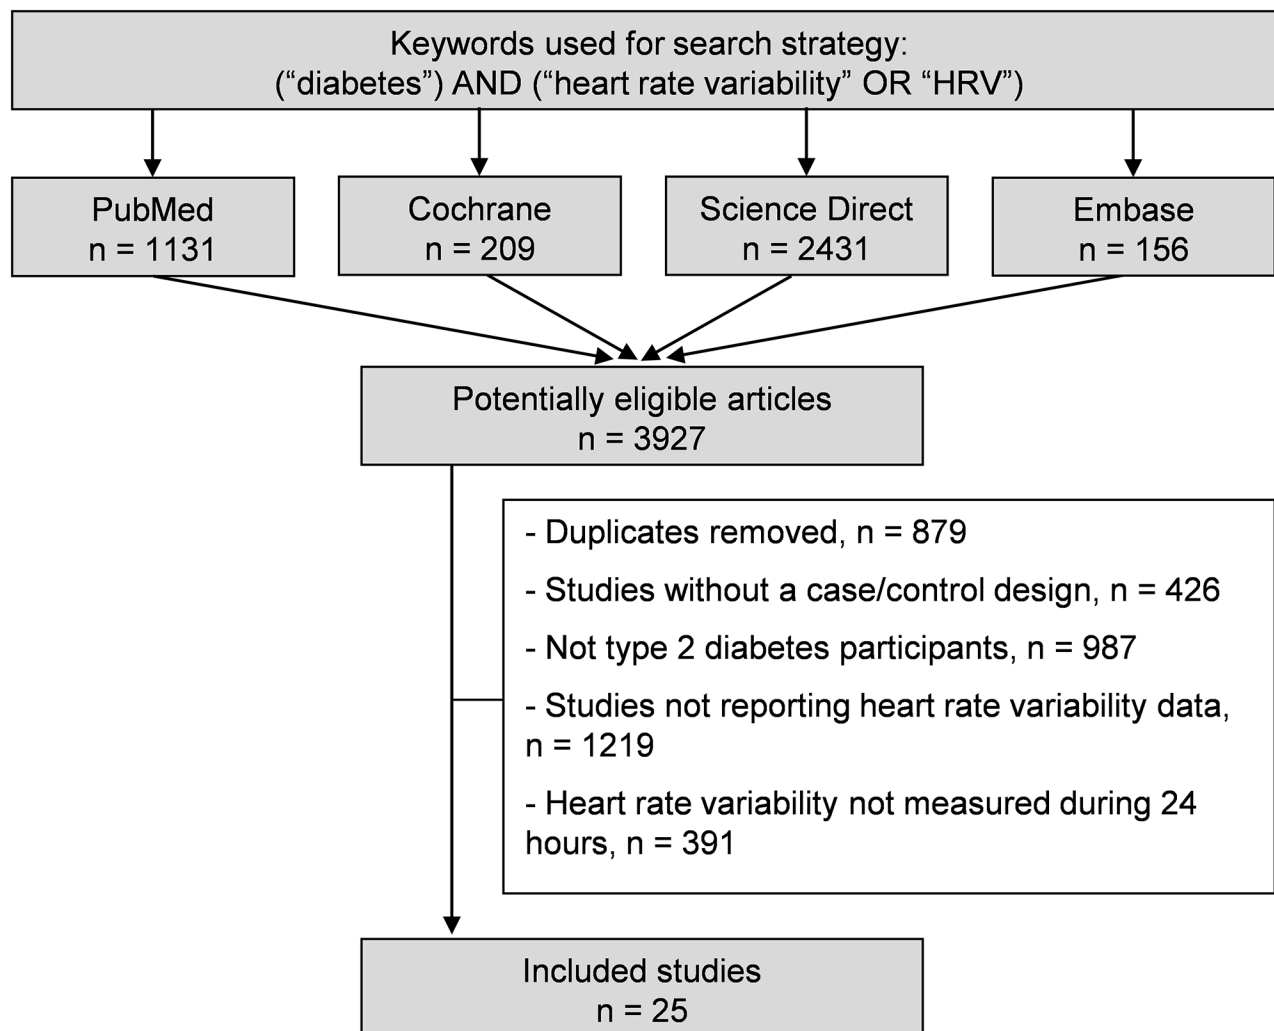 Keywords used for search strategy:
(“diabetes”) AND (“heart rate variability” OR “HRV”)
PubMed
n = 1131
Cochrane
n = 209
Science Direct
n = 2431
Embase
n = 156
Potentially eligible articles
n = 3927
- Duplicates removed, n = 879
- Studies without a case/control design, n = 426
- Not type 2 diabetes participants, n = 987
- Studies not reporting heart rate variability data,
n = 1219
- Heart rate variability not measured during 24
hours, n = 391
Included studies
n = 25